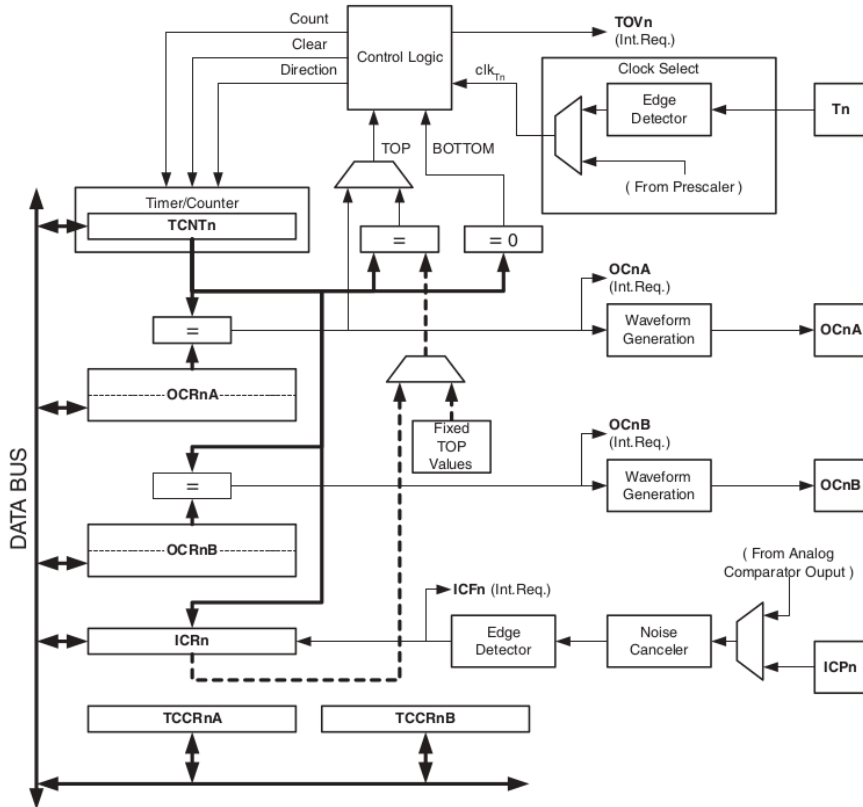 Count
Clear
Direction
Control Logic
TOVn
(Int.Req.)
clkTn
Clock Select
Edge
Detector
Tn
( From Prescaler )
TOP
BOTTOM
Timer/Counter
TCNTn
=
= 0
OCnA
(Int.Req.)
=
Waveform
Generation
OCnA
OCRnA
Fixed
TOP
Values
OCnB
(Int.Req.)
=
Waveform
Generation
OCnB
OCRnB
DATA BUS
( From Analog
Comparator Ouput )
ICFn (Int.Req.)
ICRn
Edge
Detector
Noise
Canceler
ICPn
TCCRnA
TCCRnB